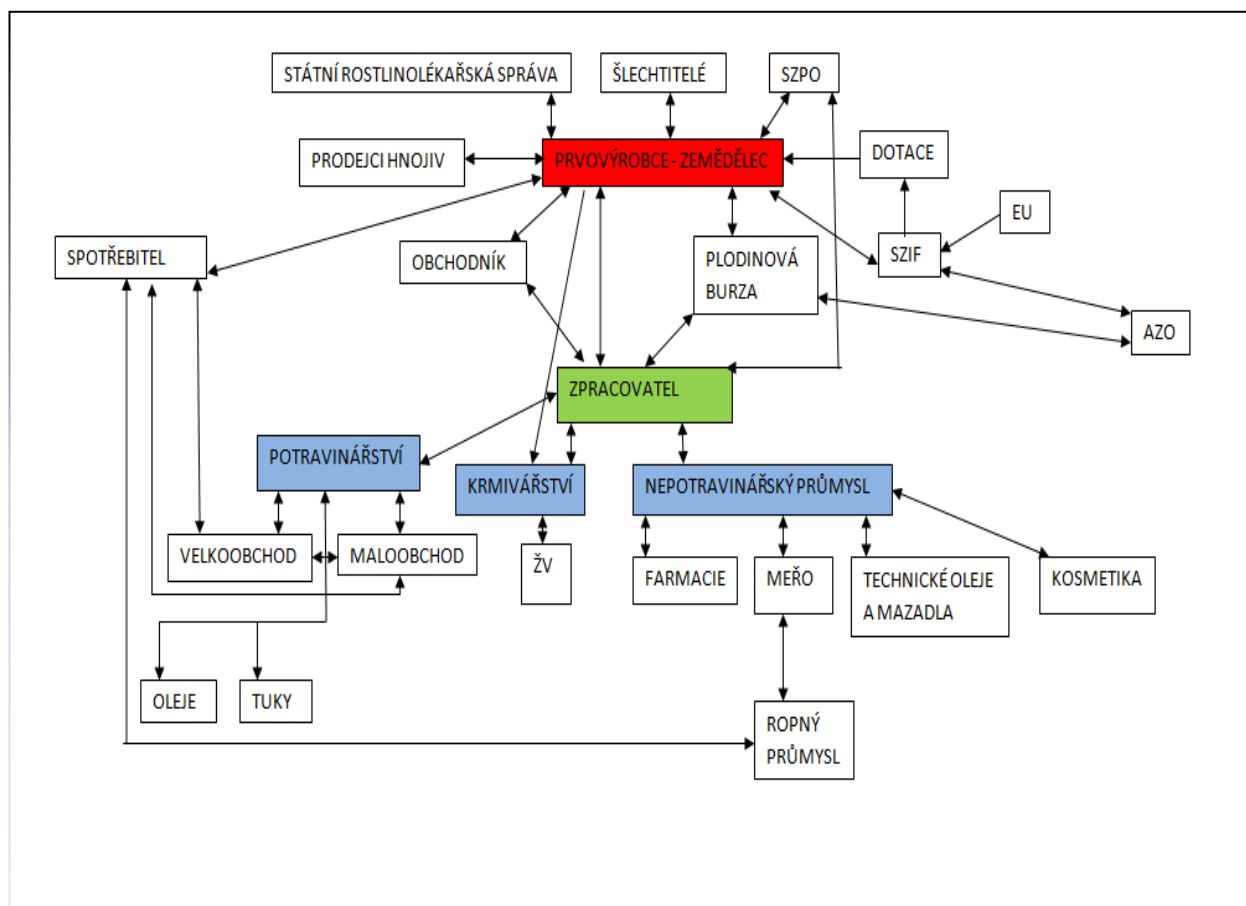 STÁTNÍ ROSTLINOLÉKAŘSKÁ SPRÁVA
ŠLECHTITELÉ
SZPO
PRODEJCI HNOJIV
PRVOVÝROBCE - ZEMĚDĚLEC
DOTACE
EU
SPOTŘEBITEL
OBCHODNÍK
PLODINOVÁ
BURZA
SZIF
AZO
ZPRACOVATEL
POTRAVINÁŘSTVÍ
KRMIVÁŘSTVÍ
NEPOTRAVINÁŘSKÝ PRŮMYSL
VELKOOBCHOD
MALOOBCHOD
ŽV
FARMACIE
MEŘO
TECHNICKÉ OLEJE
A MAZADLA
KOSMETIKA
OLEJE
TUKY
ROPNÝ
PRŮMYSL